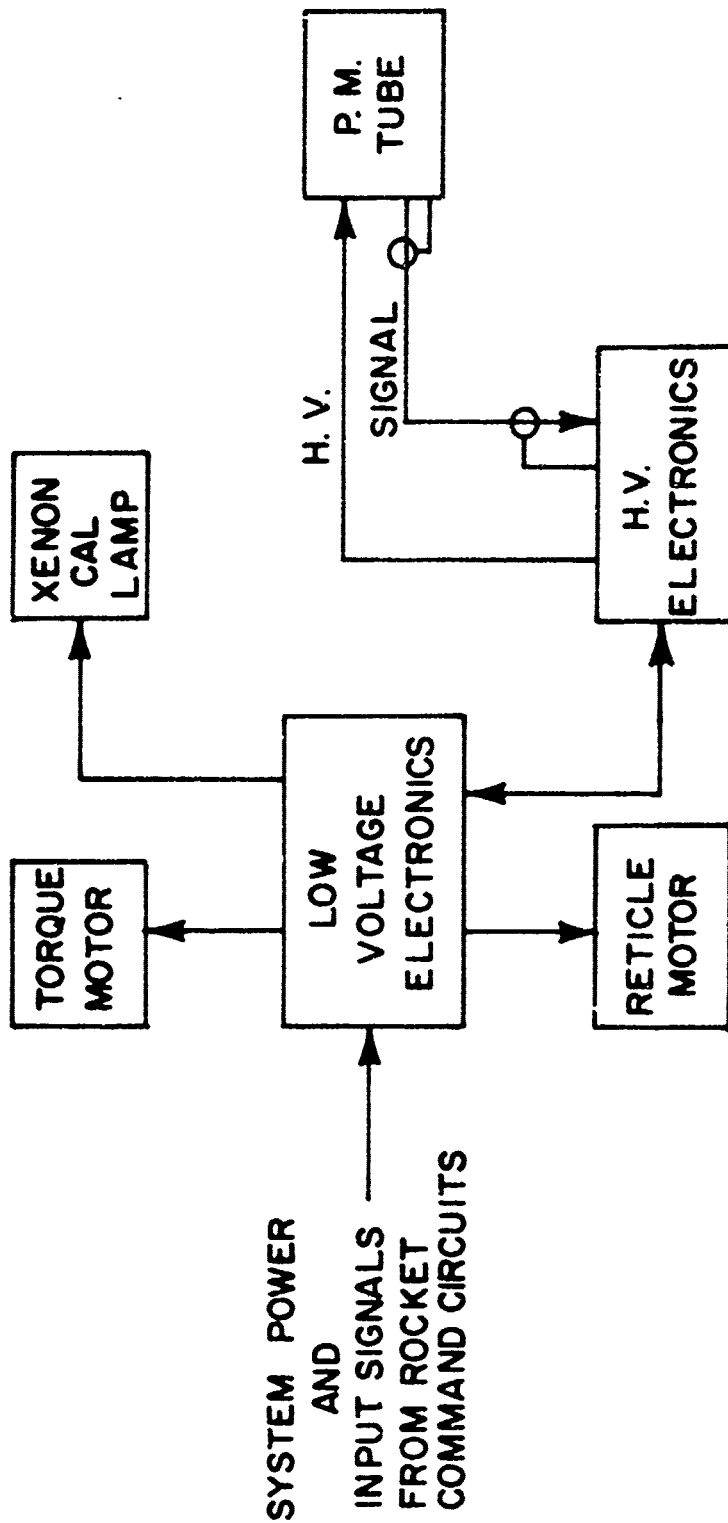 SYSTEM POWER
AND
INPUT SIGNALS
FROM ROCKET
COMMAND CIRCUITS
TORQUE
MOTOR
XENON
CAL
LAMP
LOW
VOLTAGE
ELECTRONICS
RETICLE
MOTOR
H. V.
SIGNAL
P. M.
TUBE
H.V.
ELECTRONICS